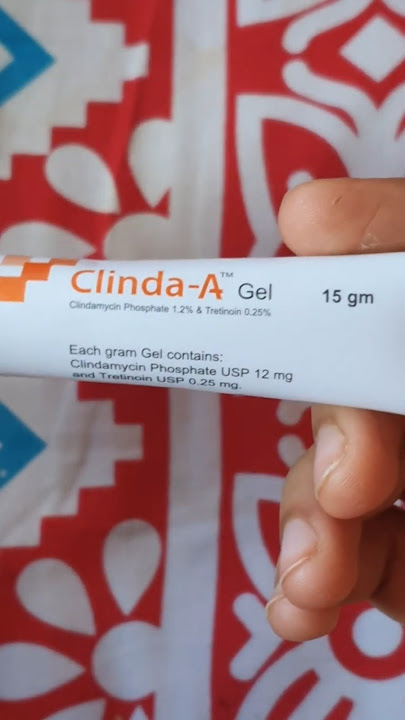 Clinda-A™ Gel 15 gm
Clindamycin Phosphate 1.2% & Tretinoin 0.25%
Each gram Gel contains:
Clindamycin Phosphate USP 12 mg
and Tretinoin USP 0.25 mg.